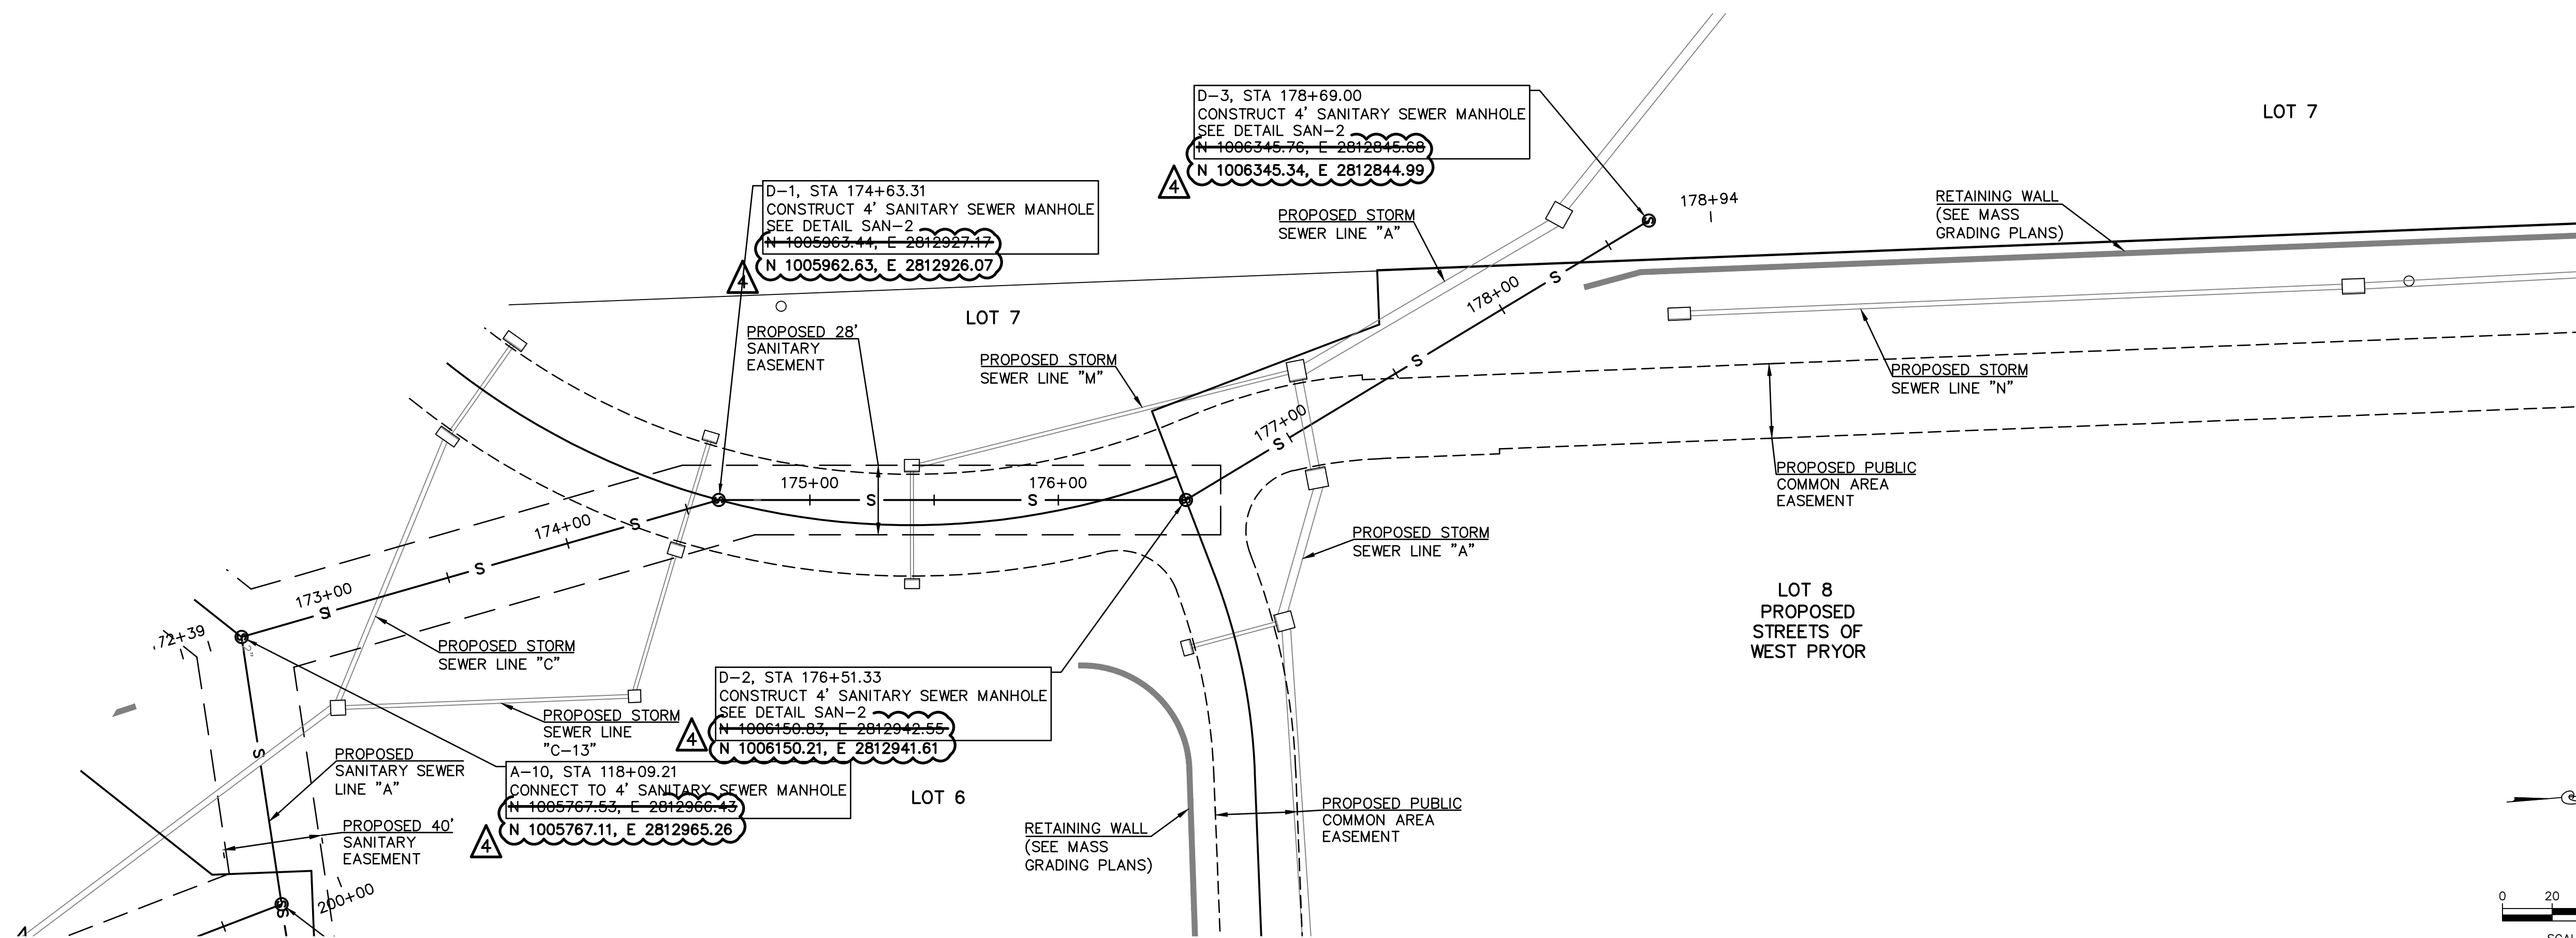 D-3, STA 178+69.00
CONSTRUCT 4' SANITARY SEWER MANHOLE
SEE DETAIL SAN-2
N 1006345.76, E 2812845.68
N 1006345.34, E 2812844.99
4
LOT 7
D-1, STA 174+63.31
CONSTRUCT 4' SANITARY SEWER MANHOLE
SEE DETAIL SAN-2
N 1005963.44, E 2812927.17
N 1005962.63, E 2812926.07
4
PROPOSED STORM
SEWER LINE "A"
178+94
RETAINING WALL
(SEE MASS
GRADING PLANS)
LOT 7
PROPOSED 28'
SANITARY
EASEMENT
PROPOSED STORM
SEWER LINE "M"
178+00
S
S
177+00
S
PROPOSED STORM
SEWER LINE "N"
PROPOSED PUBLIC
COMMON AREA
EASEMENT
175+00
176+00
S
S
174+00
S
S
173+00
S
72+39
PROPOSED STORM
SEWER LINE "A"
LOT 8
PROPOSED
STREETS OF
WEST PRYOR
PROPOSED STORM
SEWER LINE "C"
D-2, STA 176+51.33
CONSTRUCT 4' SANITARY SEWER MANHOLE
SEE DETAIL SAN-2
N 1006150.83, E 2812942.55
N 1006150.21, E 2812941.61
4
PROPOSED STORM
SEWER LINE
"C-13"
PROPOSED
SANITARY SEWER
LINE "A"
S
A-10, STA 118+09.21
CONNECT TO 4' SANITARY SEWER MANHOLE
N 1005767.53, E 2812966.43
N 1005767.11, E 2812965.26
4
LOT 6
PROPOSED 40'
SANITARY
EASEMENT
RETAINING WALL
(SEE MASS
GRADING PLANS)
PROPOSED PUBLIC
COMMON AREA
EASEMENT
200+00
0 20